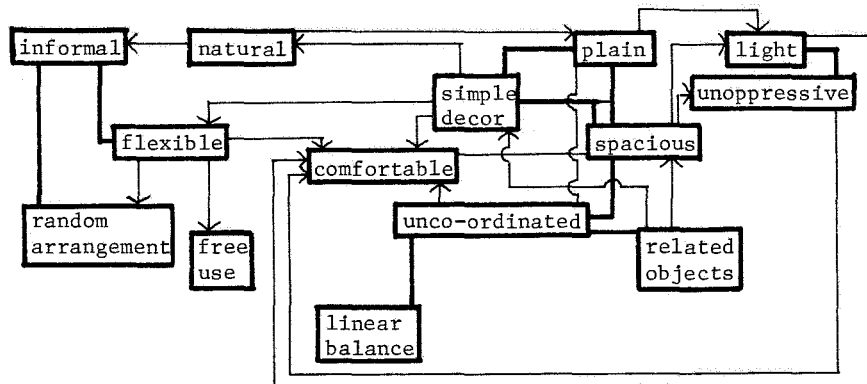 informal
natural
plain
light
simple
decor
unoppressive
flexible
spacious
comfortable
random
arrangement
free
use
unco-ordinated
related
objects
linear
balance